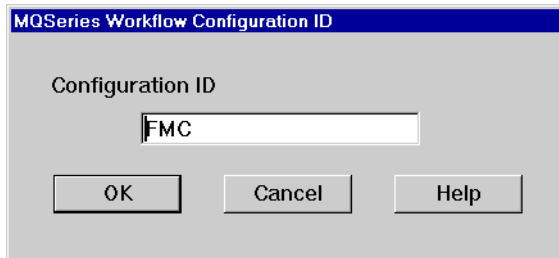 MQSeries Workflow Configuration ID
Configuration ID
FMC
OK Cancel Help